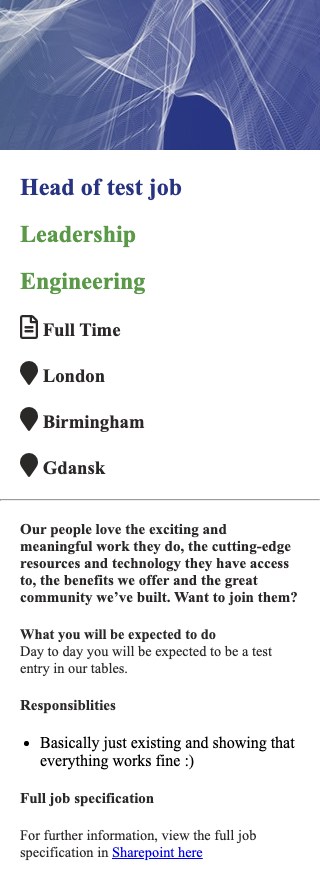 Head of test job
Leadership
Engineering
Full Time
London
Birmingham
Gdansk
Our people love the exciting and
meaningful work they do, the cutting-edge
resources and technology they have access
to, the benefits we offer and the great
community we’ve built. Want to join them?
What you will be expected to do
Day to day you will be expected to be a test
entry in our tables.
Responsiblities
• Basically just existing and showing that
everything works fine :)
Full job specification
For further information, view the full job
specification in Sharepoint here